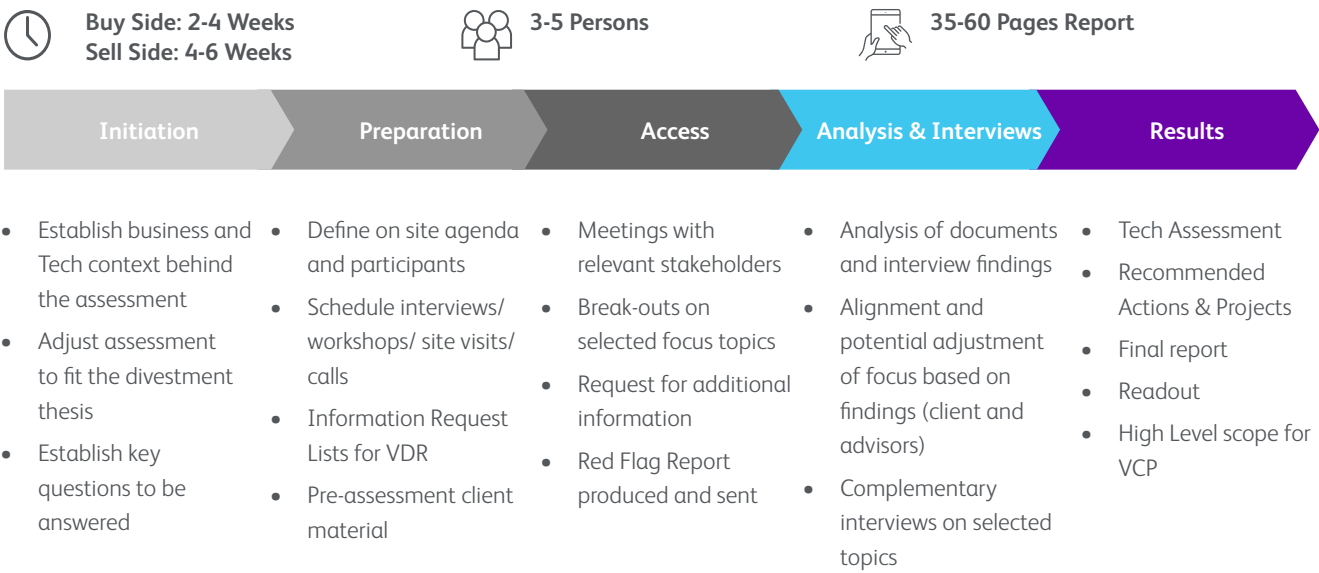 Buy Side: 2-4 Weeks
Sell Side: 4-6 Weeks
3-5 Persons
35-60 Pages Report
Initiation
Preparation
Access
Analysis & Interviews
Results
• Establish business and
Tech context behind
the assessment
• Adjust assessment
to fit the divestment
thesis
• Establish key
questions to be
answered
• Define on site agenda
and participants
• Schedule interviews/
workshops/ site visits/
calls
• Information Request
Lists for VDR
• Pre-assessment client
material
• Meetings with
relevant stakeholders
• Break-outs on
selected focus topics
• Request for additional
information
• Red Flag Report
produced and sent
• Analysis of documents
and interview findings
• Alignment and
potential adjustment
of focus based on
findings (client and
advisors)
• Complementary
interviews on selected
topics
• Tech Assessment
• Recommended
Actions & Projects
• Final report
• Readout
• High Level scope for
VCP